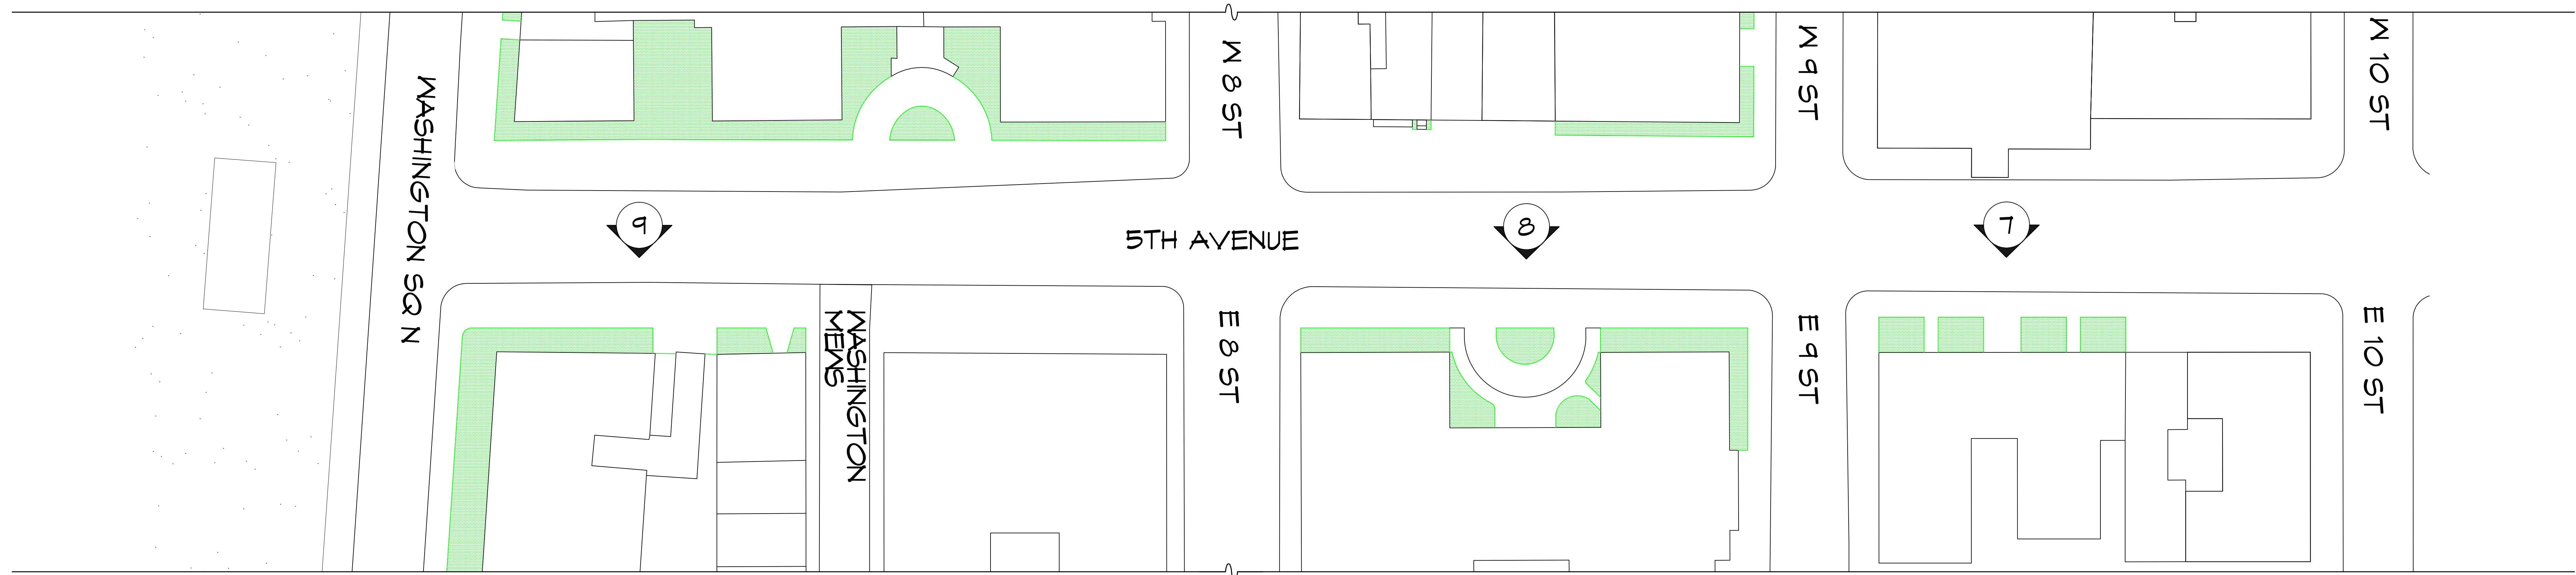 WASHINGTON SQ N
W 8 ST
W 9 ST
W 10 ST
9
8
7
5TH AVENUE
WASHINGTON
MEWS
E 8 ST
E 9 ST
E 10 ST